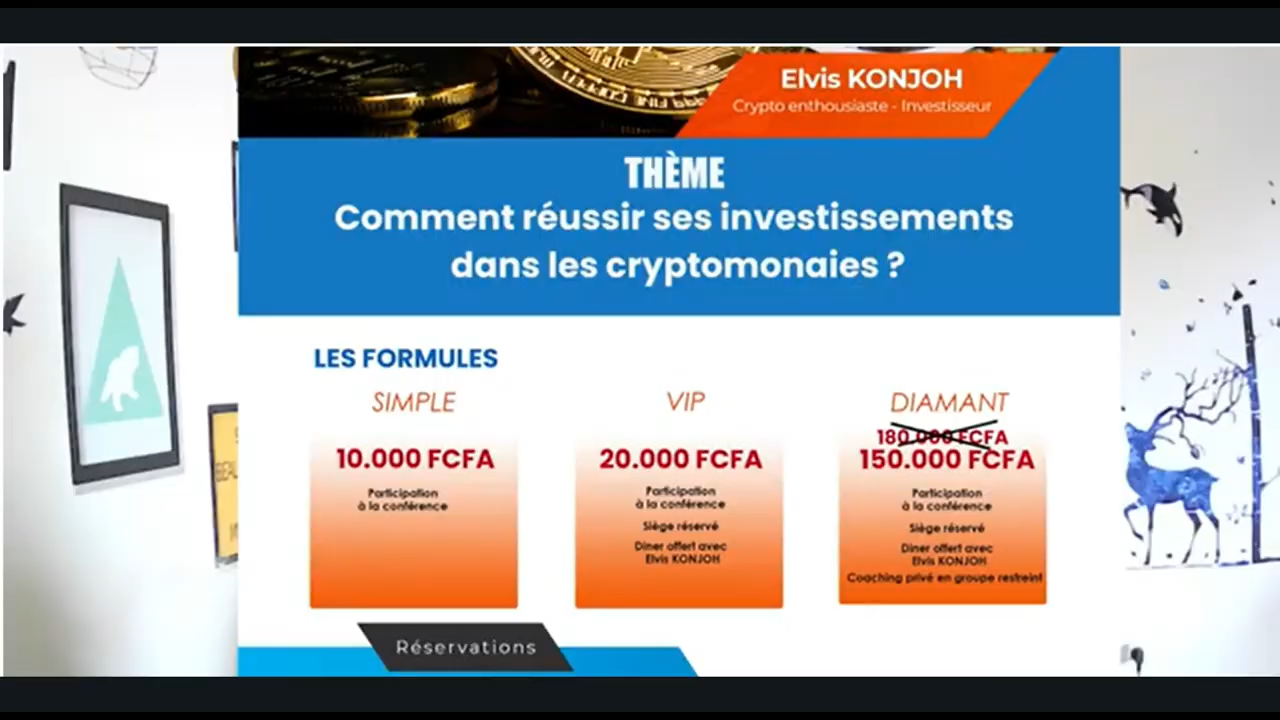 Elvis KONJOH
Crypto enthousiaste - Investisseur
THÈME
Comment réussir ses investissements
dans les cryptomonaies ?
LES FORMULES
SIMPLE
10.000 FCFA
Participation
à la conférence
VIP
20.000 FCFA
Participation
à la conférence
Siège réservé
Diner offert avec
Elvis KONJOH
DIAMANT
180.000 FCFA
150.000 FCFA
Participation
à la conférence
Siège réservé
Diner offert avec
Elvis KONJOH
Coaching privé en groupe restreint
Réservations